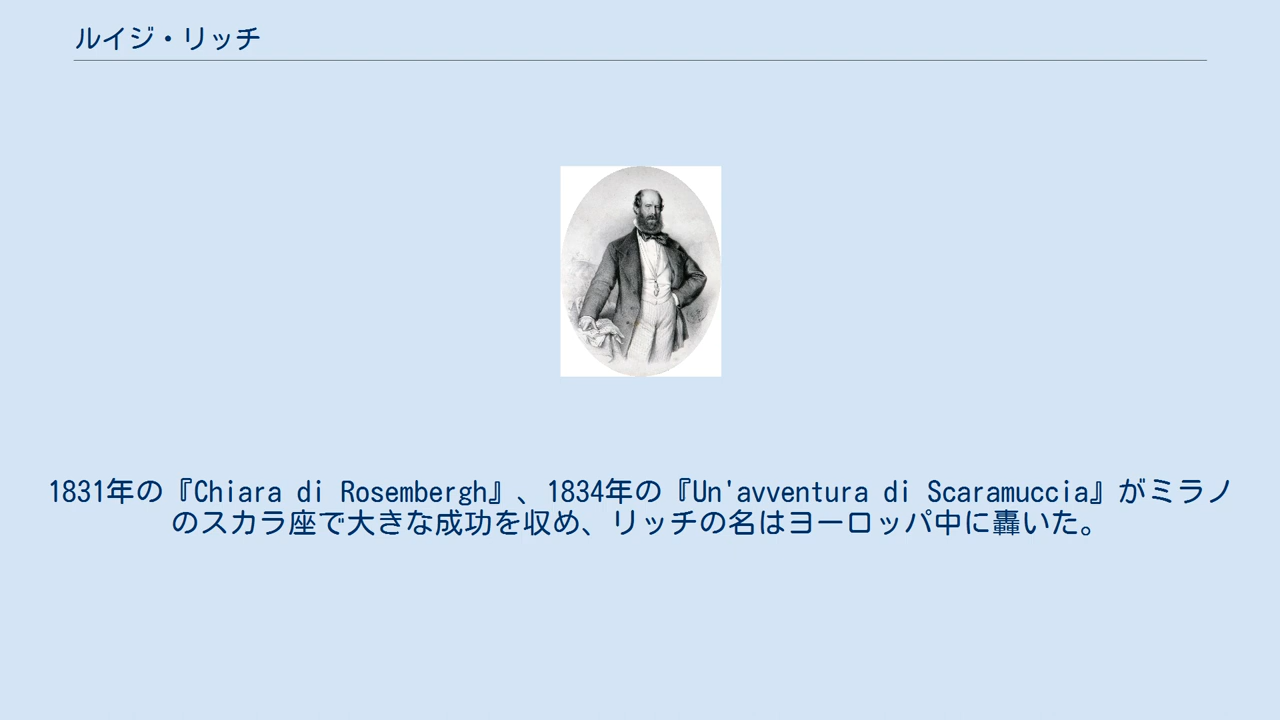 ルイジ・リッチ
1831年の『Chiara di Rosembergh』、1834年の『Un'avventura di Scaramuccia』がミラノ
のスカラ座で大きな成功を収め、リッチの名はヨーロッパ中に轟いた。